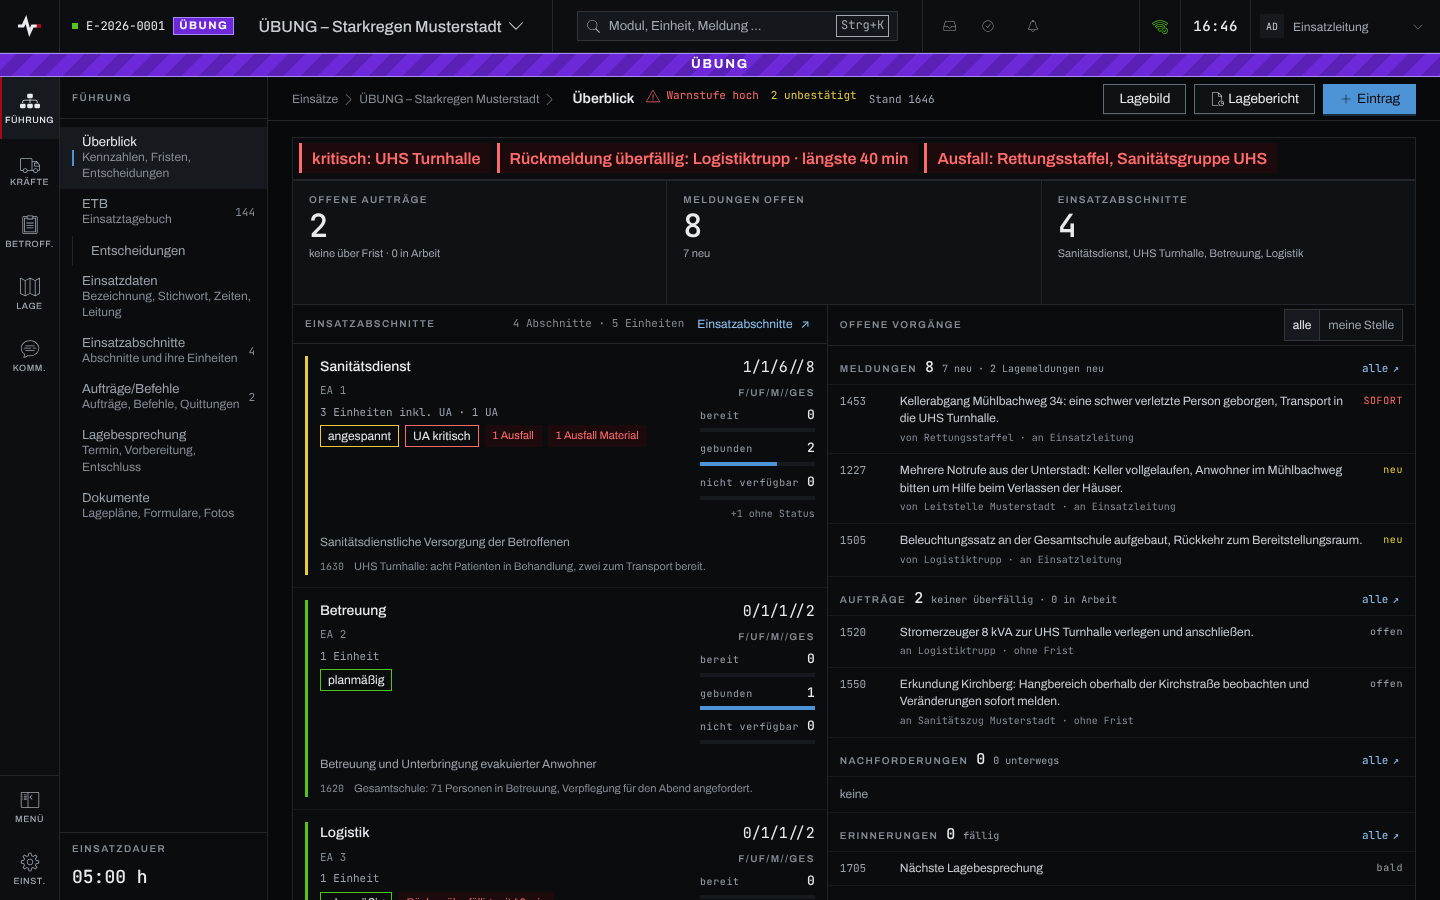 E-2026-0001 ÜBUNG ÜBUNG – Starkregen Musterstadt
Modul, Einheit, Meldung ... Strg+K
16:46 AD Einsatzleitung
ÜBUNG
FÜHRUNG
KRÄFTE
BETROFF.
LAGE
KOMM.
MENÜ
EINST.
FÜHRUNG
Überblick
Kennzahlen, Fristen,
Entscheidungen
ETB
Einsatztagebuch 144
Entscheidungen
Einsatzdaten
Bezeichnung, Stichwort, Zeiten,
Leitung
Einsatzabschnitte
Abschnitte und ihre Einheiten 4
Aufträge/Befehle
Aufträge, Befehle, Quittungen 2
Lagebesprechung
Termin, Vorbereitung,
Entschluss
Dokumente
Lagepläne, Formulare, Fotos
EINSATZDAUER
05:00 h
Einsätze ÜBUNG – Starkregen Musterstadt Überblick Warnstufe hoch 2 unbestätigt Stand 1646
Lagebild Lagebericht + Eintrag
kritisch: UHS Turnhalle Rückmeldung überfällig: Logistiktrupp · längste 40 min Ausfall: Rettungsstaffel, Sanitätsgruppe UHS
OFFENE AUFTRÄGE
2
keine über Frist · 0 in Arbeit
MELDUNGEN OFFEN
8
7 neu
EINSATZABSCHNITTE
4
Sanitätsdienst, UHS Turnhalle, Betreuung, Logistik
EINSATZABSCHNITTE 4 Abschnitte · 5 Einheiten Einsatzabschnitte ↗
Sanitätsdienst 1/1/6//8
EA 1 F/UF/M//GES
3 Einheiten inkl. UA · 1 UA
angespannt UA kritisch 1 Ausfall 1 Ausfall Material
bereit 0
gebunden 2
nicht verfügbar 0
+1 ohne Status
Sanitätsdienstliche Versorgung der Betroffenen
1630 UHS Turnhalle: acht Patienten in Behandlung, zwei zum Transport bereit.
Betreuung 0/1/1//2
EA 2 F/UF/M//GES
1 Einheit
planmäßig
bereit 0
gebunden 1
nicht verfügbar 0
Betreuung und Unterbringung evakuierter Anwohner
1620 Gesamtschule: 71 Personen in Betreuung, Verpflegung für den Abend angefordert.
Logistik 0/1/1//2
EA 3 F/UF/M//GES
1 Einheit
bereit 0
OFFENE VORGÄNGE alle meine Stelle
MELDUNGEN 8 7 neu · 2 Lagemeldungen neu alle ↗
1453 Kellerabgang Mühlbachweg 34: eine schwer verletzte Person geborgen, Transport in SOFORT
die UHS Turnhalle.
von Rettungsstaffel · an Einsatzleitung
1227 Mehrere Notrufe aus der Unterstadt: Keller vollgelaufen, Anwohner im Mühlbachweg neu
bitten um Hilfe beim Verlassen der Häuser.
von Leitstelle Musterstadt · an Einsatzleitung
1505 Beleuchtungssatz an der Gesamtschule aufgebaut, Rückkehr zum Bereitstellungsraum. neu
von Logistiktrupp · an Einsatzleitung
AUFTRÄGE 2 keiner überfällig · 0 in Arbeit alle ↗
1520 Stromerzeuger 8 kVA zur UHS Turnhalle verlegen und anschließen. offen
an Logistiktrupp · ohne Frist
1550 Erkundung Kirchberg: Hangbereich oberhalb der Kirchstraße beobachten und offen
Veränderungen sofort melden.
an Sanitätszug Musterstadt · ohne Frist
NACHFORDERUNGEN 0 0 unterwegs alle ↗
keine
ERINNERUNGEN 0 fällig alle ↗
1705 Nächste Lagebesprechung bald